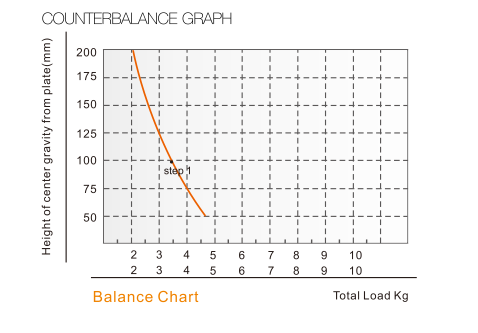 COUNTERBALANCE GRAPH
Height of center gravity from plate(mm)
200
175
150
125
100
75
50
step 1
2 3 4 5 6 7 8 9 10
2 3 4 5 6 7 8 9 10
Balance Chart
Total Load Kg